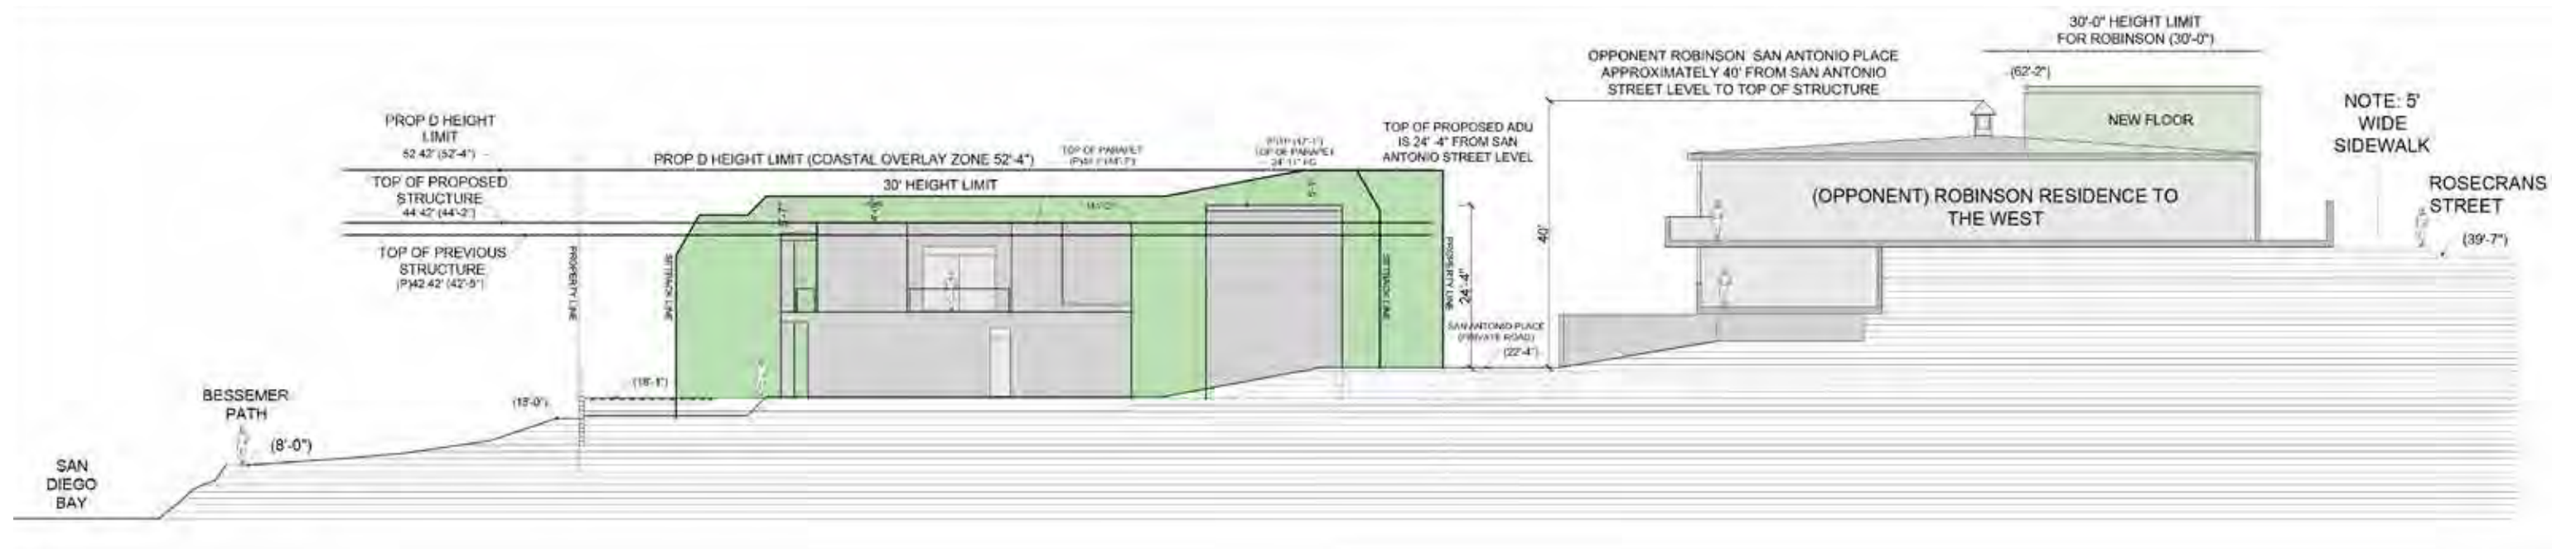 30'-0" HEIGHT LIMIT
FOR ROBINSON (30'-0")
(62'-2")
OPPONENT ROBINSON SAN ANTONIO PLACE
APPROXIMATELY 40' FROM SAN ANTONIO
STREET LEVEL TO TOP OF STRUCTURE
NEW FLOOR
NOTE: 5'
WIDE
SIDEWALK
ROSECRANS
STREET
(39'-7")
(OPPONENT) ROBINSON RESIDENCE TO
THE WEST
PROP D HEIGHT
LIMIT
52.42' (52'-4")
PROP D HEIGHT LIMIT (COASTAL OVERLAY ZONE 52'-4")
TOP OF PARAPET
TOP OF PARAPET
TOP OF PROPOSED ADU
IS 24' -4" FROM SAN
ANTONIO STREET LEVEL
30' HEIGHT LIMIT
TOP OF PROPOSED
STRUCTURE
44.42' (44'-2")
TOP OF PREVIOUS
STRUCTURE
(P)42.42' (42'-5")
PROPERTY LINE
SETBACK LINE
SETBACK LINE
PROPERTY LINE
24'-4"
40'
SAN ANTONIO PLACE
(PRIVATE ROAD)
(22'-4")
(18'-1")
BESSEMER
PATH
(8'-0")
SAN
DIEGO
BAY